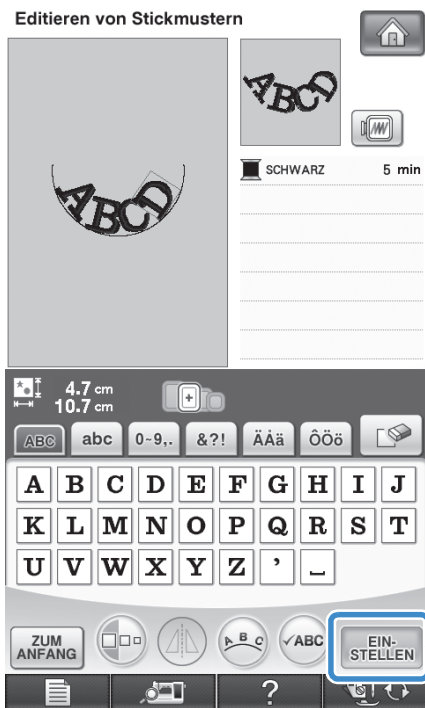 Editieren von Stickmustern
ABCD
ABCD
SCHWARZ 5 min
4.7 cm
10.7 cm
ABC abc 0~9,. &?! ÄÅä ÔÖö
A B C D E F G H I J
K L M N O P Q R S T
U V W X Y Z ’ ⎵
ZUM
ANFANG
ABC
✓ABC
EIN-
STELLEN
?